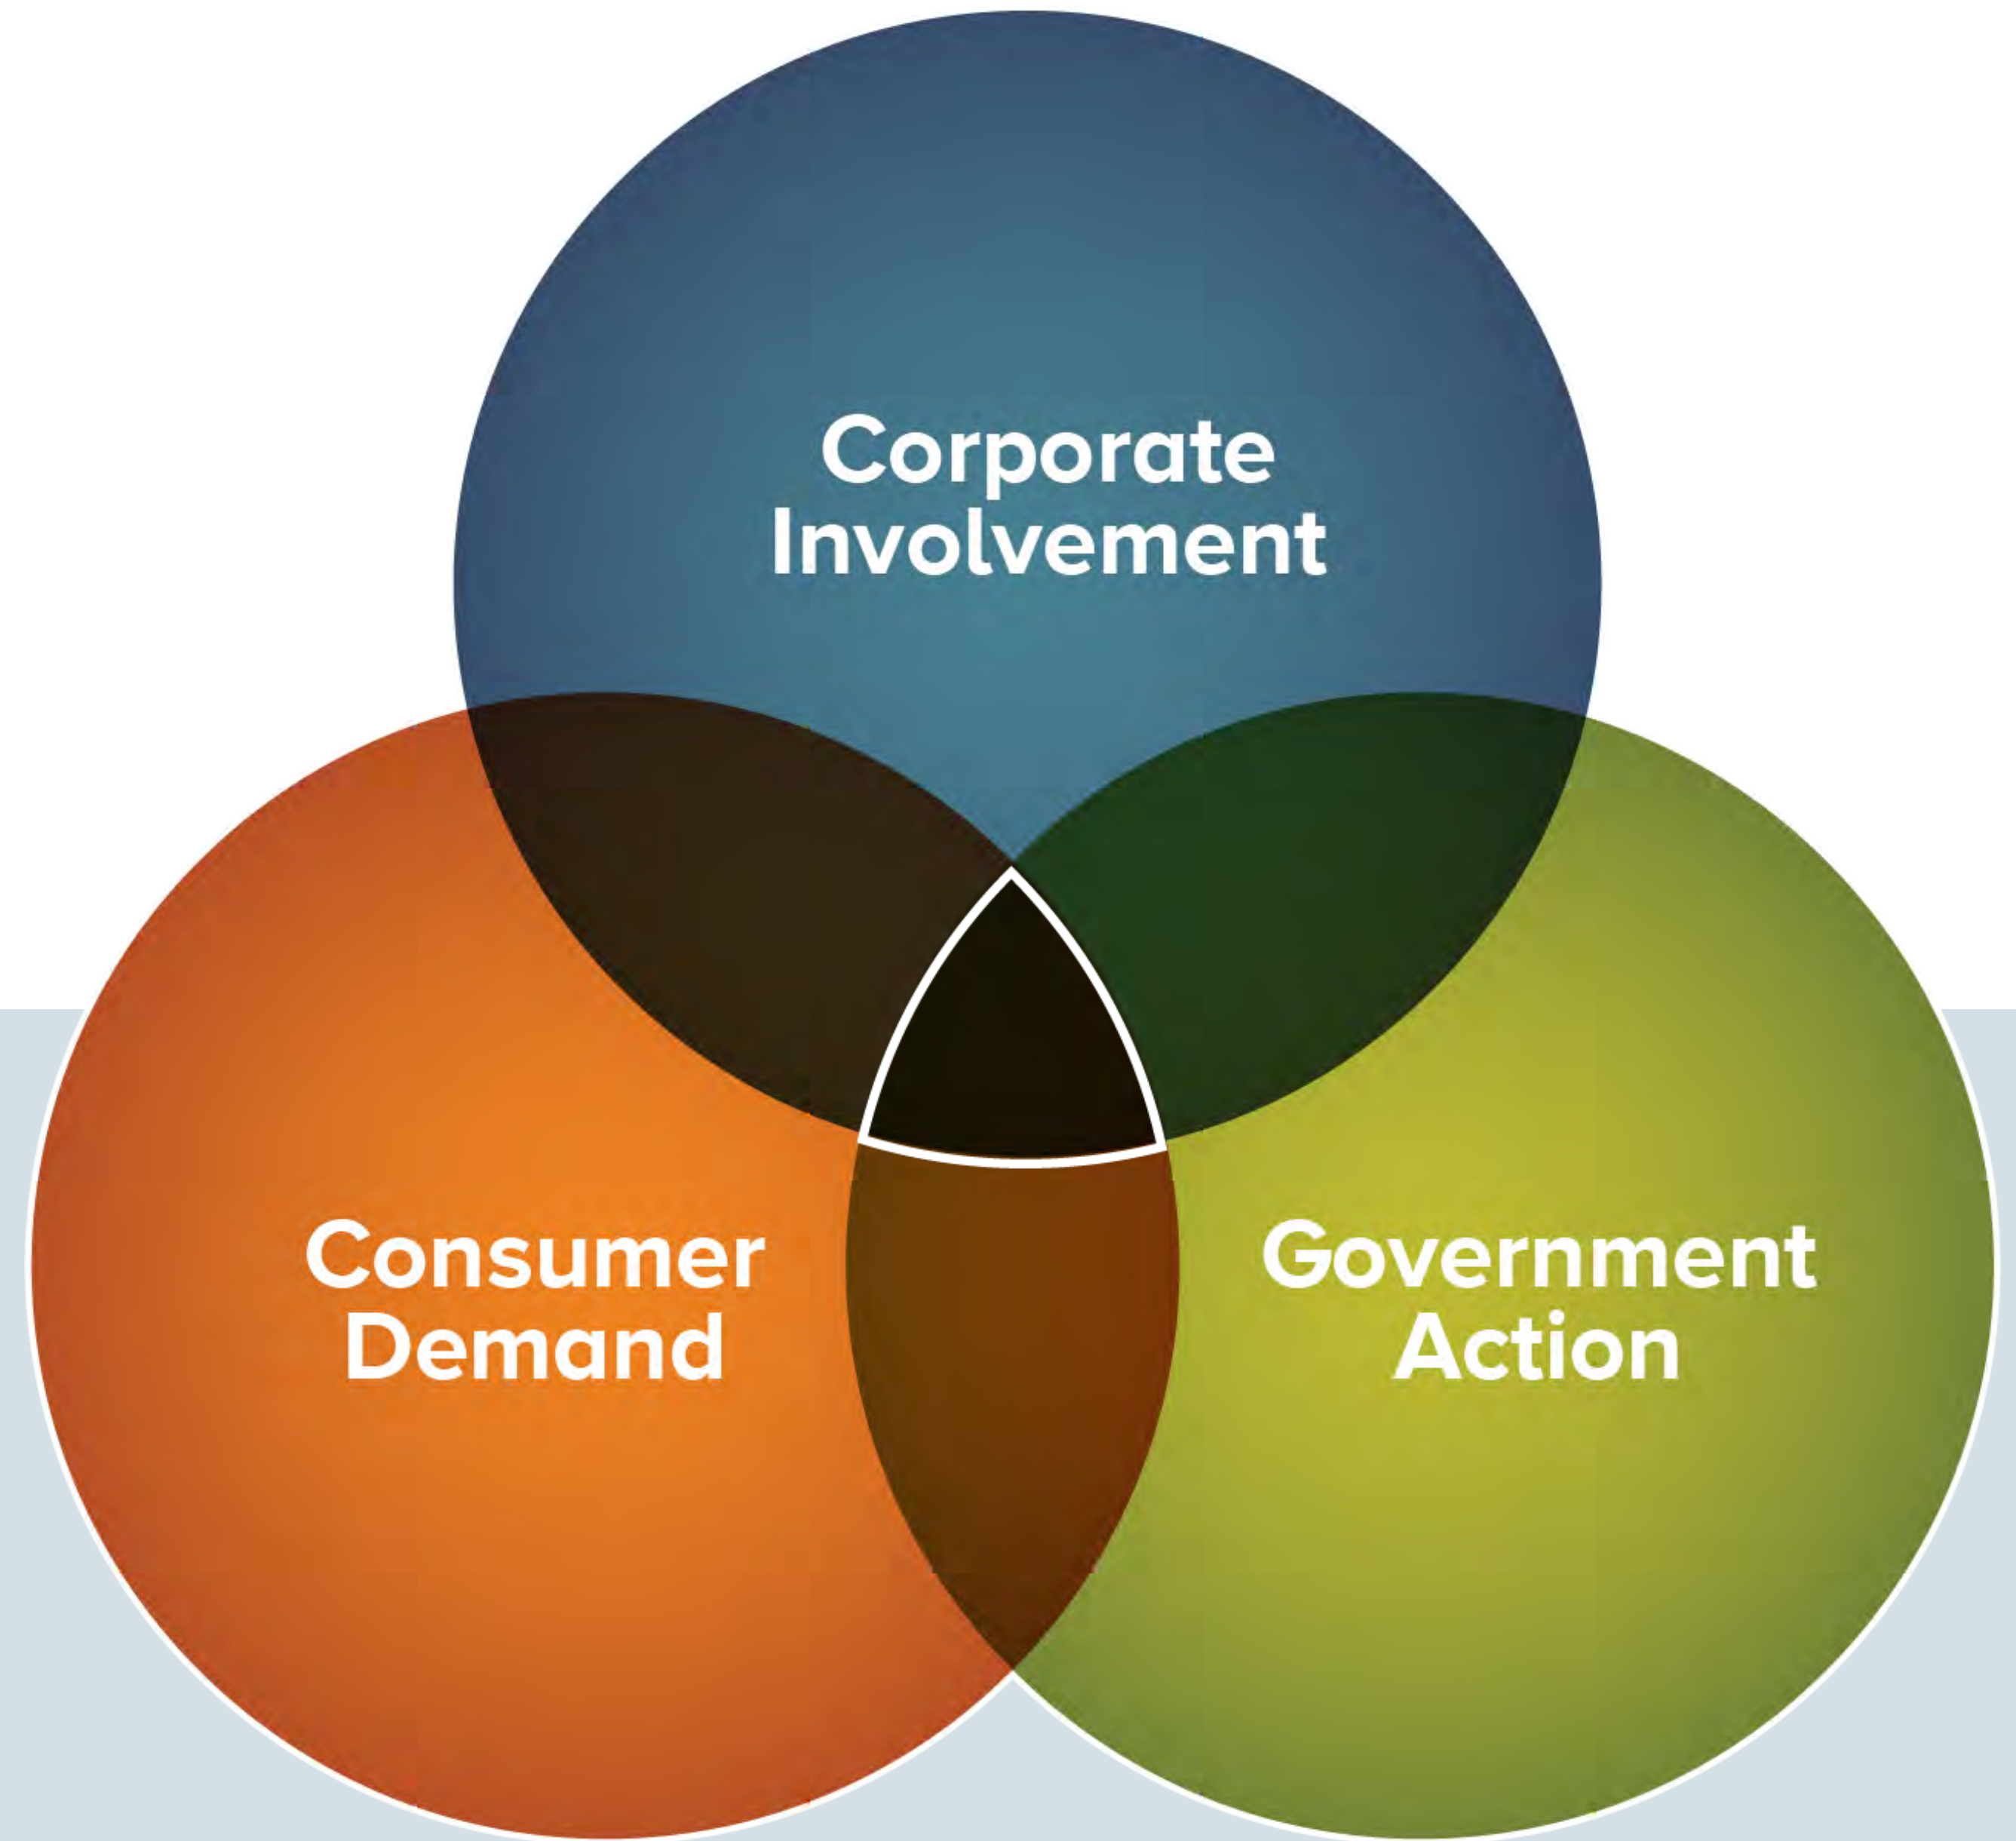 Corporate
Involvement
Consumer
Demand
Government
Action